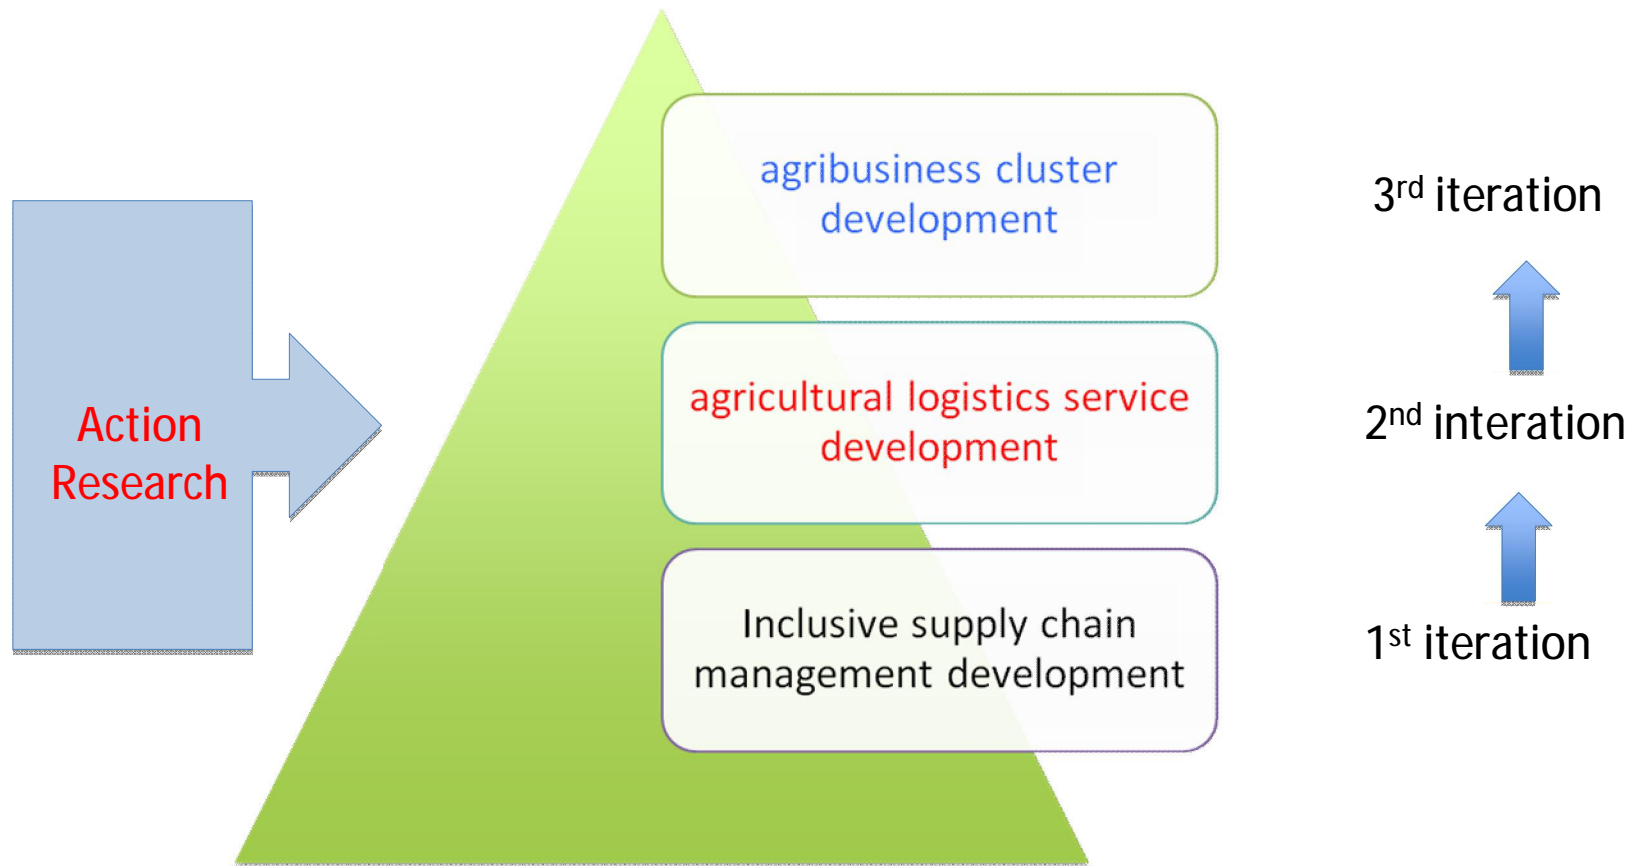 agribusiness cluster
development
3rd iteration
Action
Research
agricultural logistics service
development
2nd interation
Inclusive supply chain
management development
1st iteration